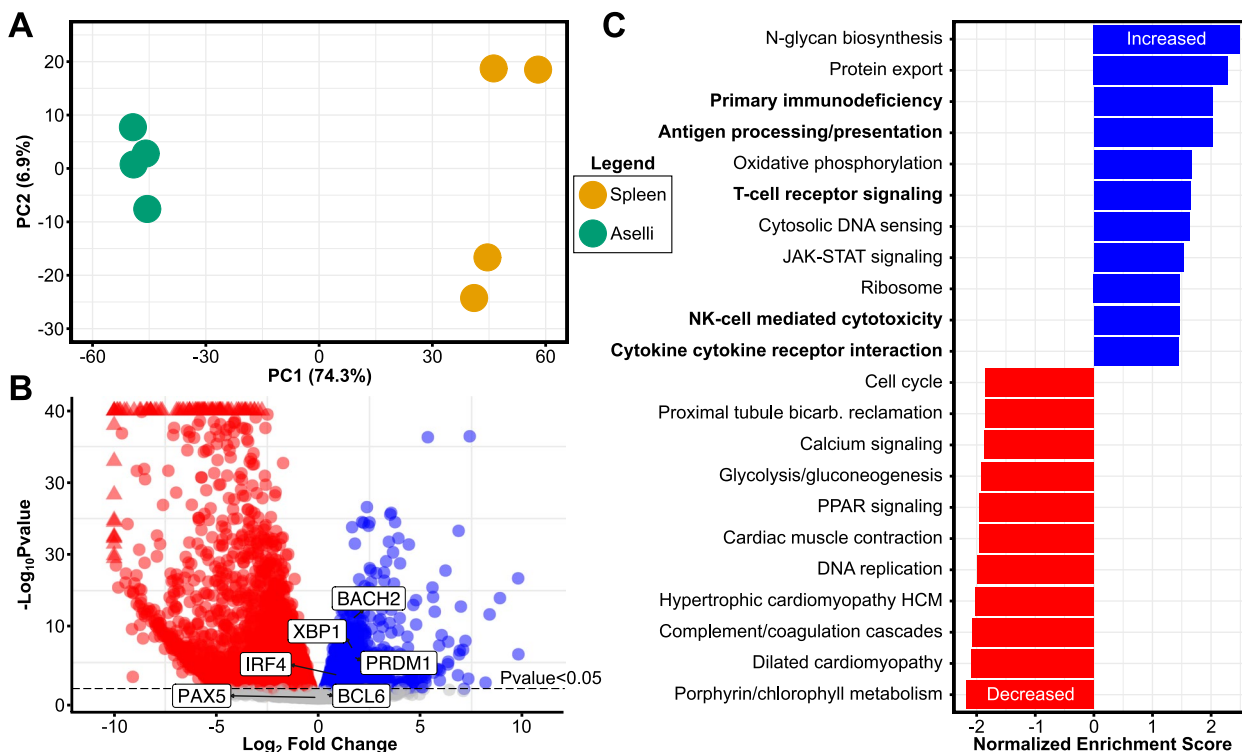 A
20
10
0
-10
-20
-30
PC2 (6.9%)
-60
-30
0
30
60
PC1 (74.3%)
Legend
Spleen
Aselli
B
40
30
30
10
0
-Log10Pvalue
BACH2
XBP1
PRDM1
IRF4
PAX5
BCL6
Pvalue<0.05
-10
-5
0
5
10
Log2 Fold Change
C
N-glycan biosynthesis
Increased
Protein export
Primary immunodeficiency
Antigen processing/presentation
Oxidative phosphorylation
T-cell receptor signaling
Cytosolic DNA sensing
JAK-STAT signaling
Ribosome
NK-cell mediated cytotoxicity
Cytokine cytokine receptor interaction
Cell cycle
Proximal tubule bicarb. reclamation
Calcium signaling
Glycolysis/gluconeogenesis
PPAR signaling
Cardiac muscle contraction
DNA replication
Hypertrophic cardiomyopathy HCM
Complement/coagulation cascades
Dilated cardiomyopathy
Porphyrin/chlorophyll metabolism
Decreased
-2
-1
0
1
2
Normalized Enrichment Score